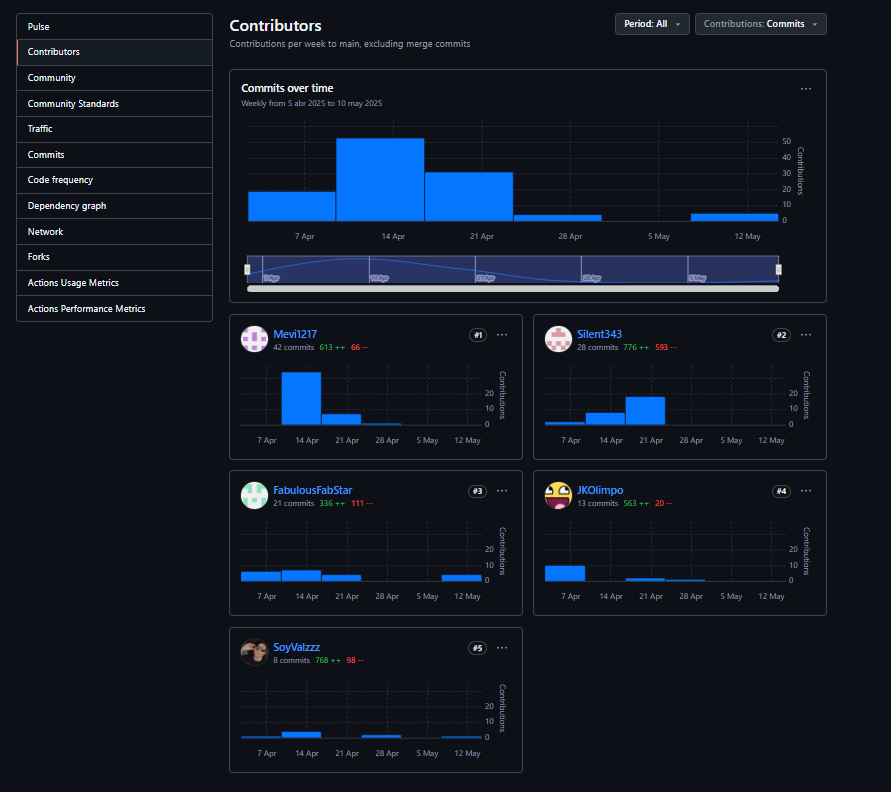 Pulse
Contributors
Community
Community Standards
Traffic
Commits
Code frequency
Dependency graph
Network
Forks
Actions Usage Metrics
Actions Performance Metrics
Contributors
Contributions per week to main, excluding merge commits
Period: All
Contributions: Commits
Commits over time
Weekly from 5 abr 2025 to 10 may 2025
50
40
30
20
10
0
Contributions
7 Apr 14 Apr 21 Apr 28 Apr 5 May 12 May
7 Apr 14 Apr 21 Apr 28 Apr 5 May
Mevi1217
#1
42 commits 613 ++ 66 --
20
10
0
Contributions
7 Apr 14 Apr 21 Apr 28 Apr 5 May 12 May
Silent343
#2
28 commits 776 ++ 593 --
20
10
0
Contributions
7 Apr 14 Apr 21 Apr 28 Apr 5 May 12 May
FabulousFabStar
#3
21 commits 336 ++ 111 --
20
10
0
Contributions
7 Apr 14 Apr 21 Apr 28 Apr 5 May 12 May
JKOlimpo
#4
13 commits 563 ++ 20 --
20
10
0
Contributions
7 Apr 14 Apr 21 Apr 28 Apr 5 May 12 May
SoyValzzz
#5
8 commits 768 ++ 98 --
20
10
0
Contributions
7 Apr 14 Apr 21 Apr 28 Apr 5 May 12 May